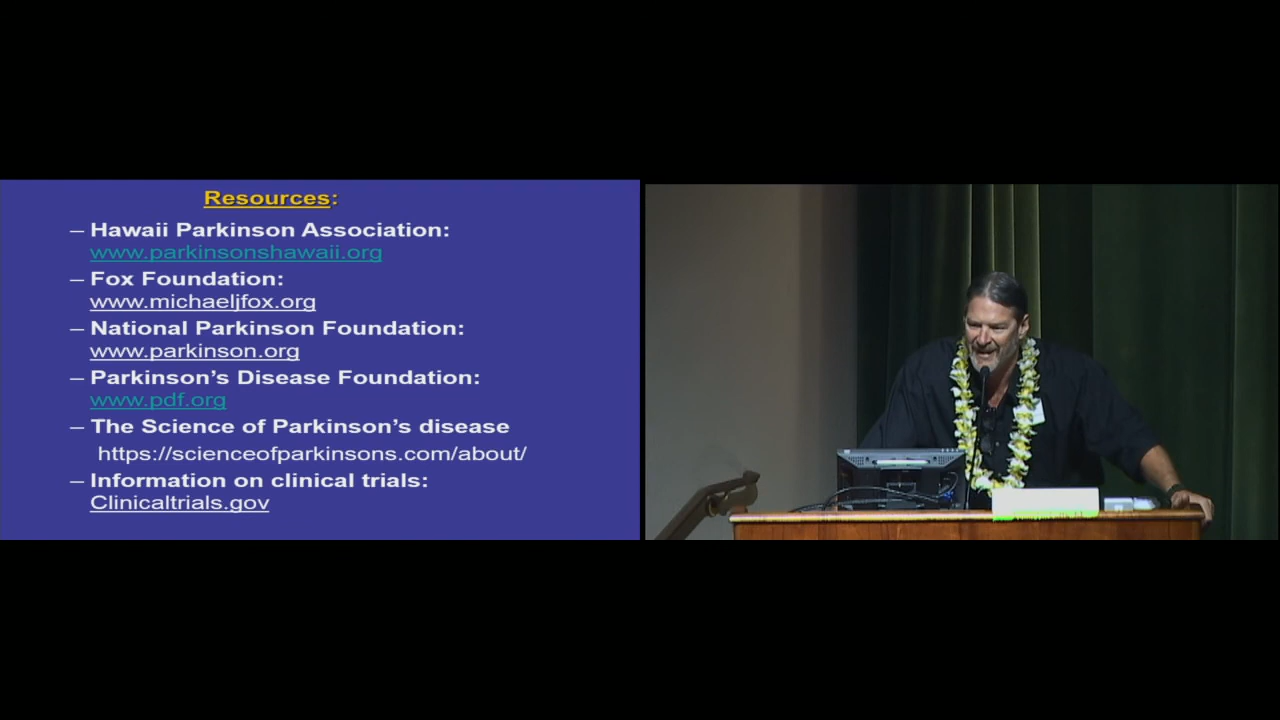 Resources:
– Hawaii Parkinson Association:
www.parkinsonshawaii.org
– Fox Foundation:
www.michaeljfox.org
– National Parkinson Foundation:
www.parkinson.org
– Parkinson’s Disease Foundation:
www.pdf.org
– The Science of Parkinson’s disease
https://scienceofparkinsons.com/about/
– Information on clinical trials:
Clinicaltrials.gov